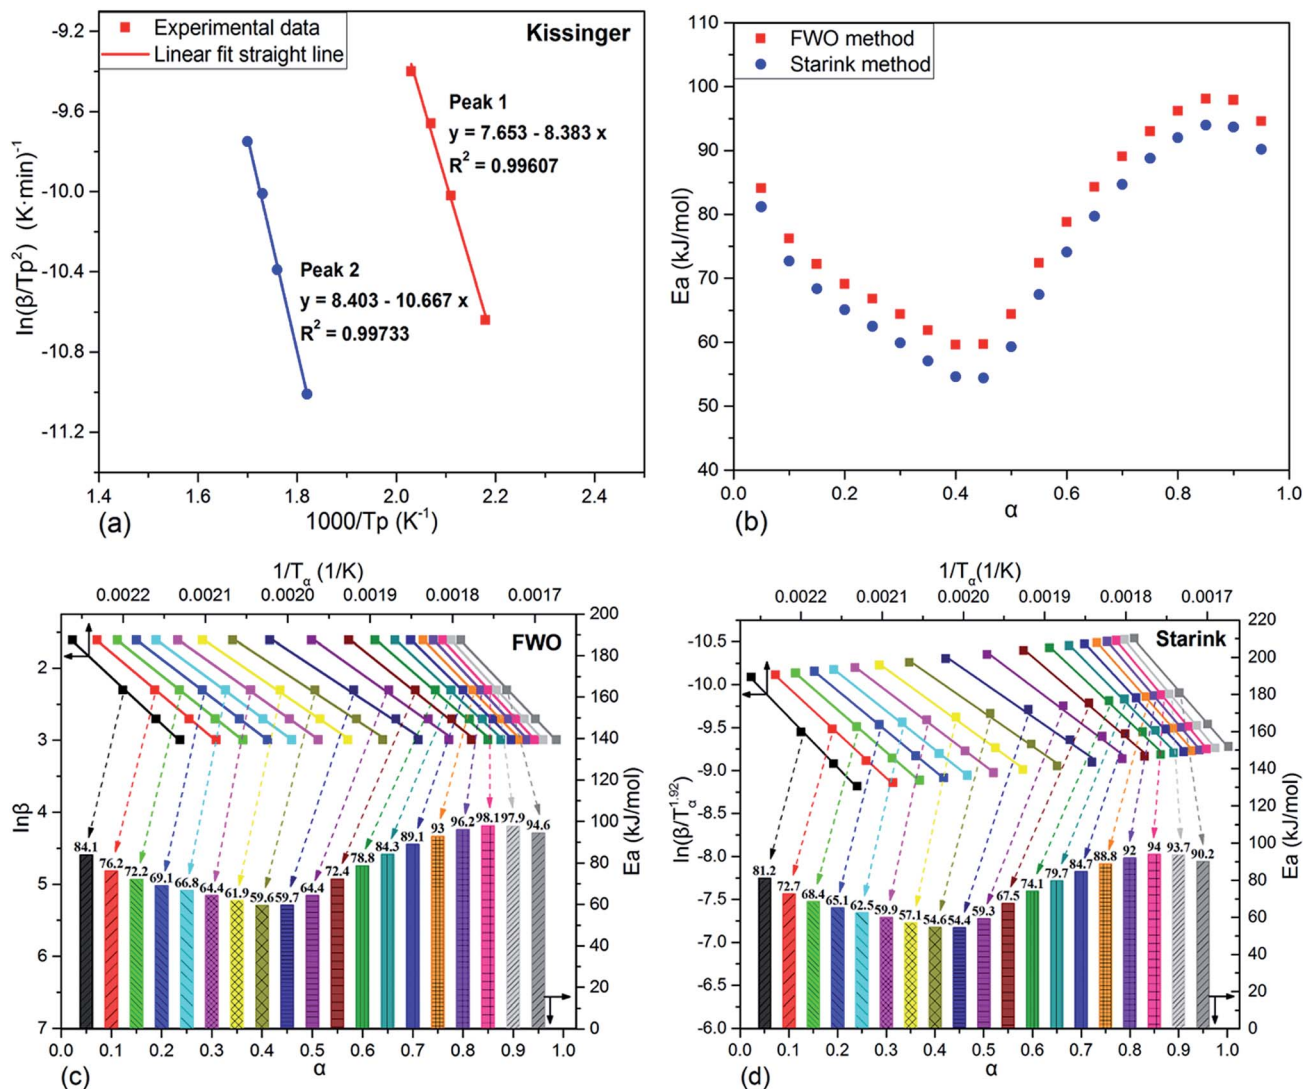 Experimental data
Linear fit straight line
Kissinger
-9.2
-9.6
-10.0
-10.4
-10.8
-11.2
ln(β/Tp²) (K·min)⁻¹
Peak 1
y = 7.653 - 8.383 x
R² = 0.99607
Peak 2
y = 8.403 - 10.667 x
R² = 0.99733
1.4 1.6 1.8 2.0 2.2 2.4
1000/Tp (K⁻¹)
(a)
FWO method
Starink method
110
100
90
80
70
60
50
40
Ea (kJ/mol)
0.0 0.2 0.4 0.6 0.8 1.0
α
(b)
1/Tα (1/K)
0.0022 0.0021 0.0020 0.0019 0.0018 0.0017
FWO
2
3
4
5
6
7
lnβ
200
180
160
140
120
100
80
60
40
20
0
Ea (kJ/mol)
84.1 76.2 72.2 69.1 66.8 64.4 61.9 59.6 59.7 64.4 72.4 78.8 84.3 89.1 93 96.2 98.1 97.9 94.6
0.0 0.1 0.2 0.3 0.4 0.5 0.6 0.7 0.8 0.9 1.0
α
(c)
1/Tα (1/K)
0.0022 0.0021 0.0020 0.0019 0.0018 0.0017
Starink
-10.5
-10.0
-9.5
-9.0
-8.5
-8.0
-7.5
-7.0
-6.5
-6.0
ln(β/Tα⁻¹·⁹²)
220
200
180
160
140
120
100
80
60
40
20
0
Ea (kJ/mol)
81.2 72.7 68.4 65.1 62.5 59.9 57.1 54.6 54.4 59.3 67.5 74.1 79.7 84.7 88.8 92 94 93.7 90.2
0.0 0.1 0.2 0.3 0.4 0.5 0.6 0.7 0.8 0.9 1.0
α
(d)